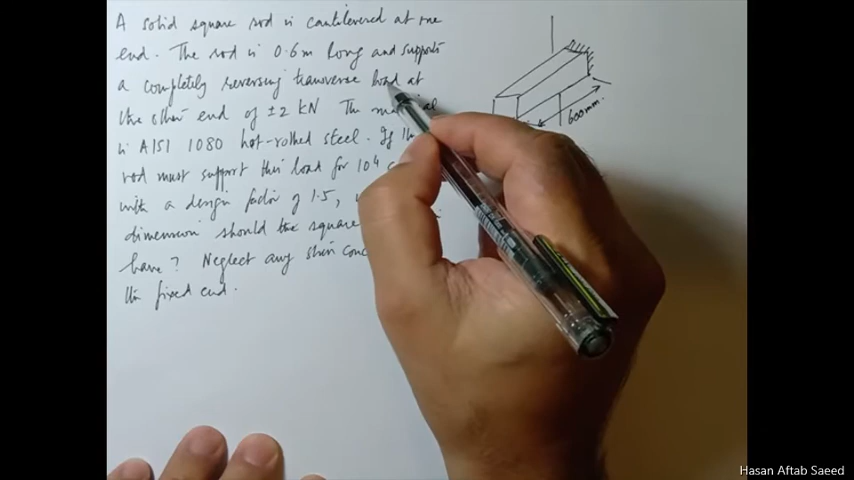 A solid square rod is cantilevered at one
end. The rod is 0.6m long and supports
a completely reversing transverse load at
the other end of ±2 kN The
is AISI 1080 hot-rolled steel. If
rod must support this load for 10⁴
with a design factor of 1.5,
dimension should the square
have? Neglect any
the fixed end.
600mm.
Hasan Aftab Saeed